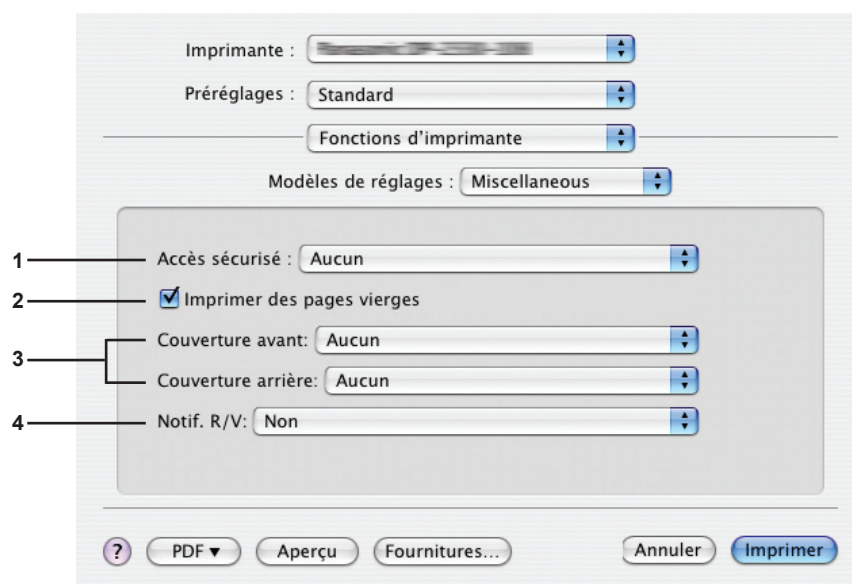 Imprimante :
Préréglages : Standard
Fonctions d'imprimante
Modèles de réglages : Miscellaneous
1 Accès sécurisé : Aucun
2 Imprimer des pages vierges
3 Couverture avant: Aucun
Couverture arrière: Aucun
4 Notif. R/V: Non
? PDF ▼ Aperçu Fournitures... Annuler Imprimer